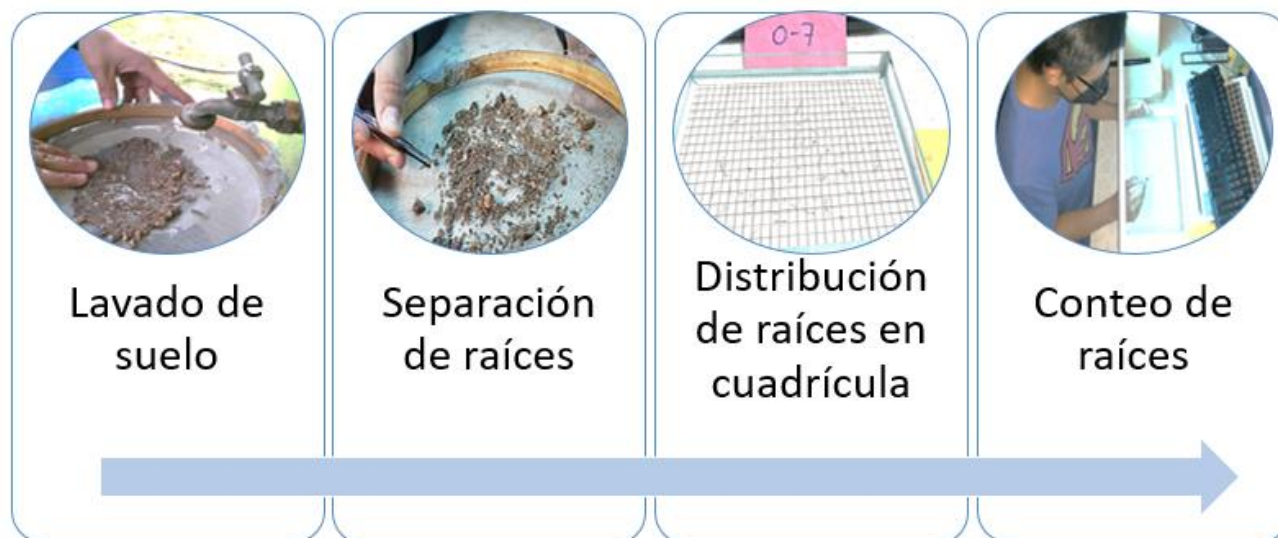 0-7
Lavado de
suelo
Separación
de raíces
Distribución
de raíces en
cuadrícula
Conteo de
raíces